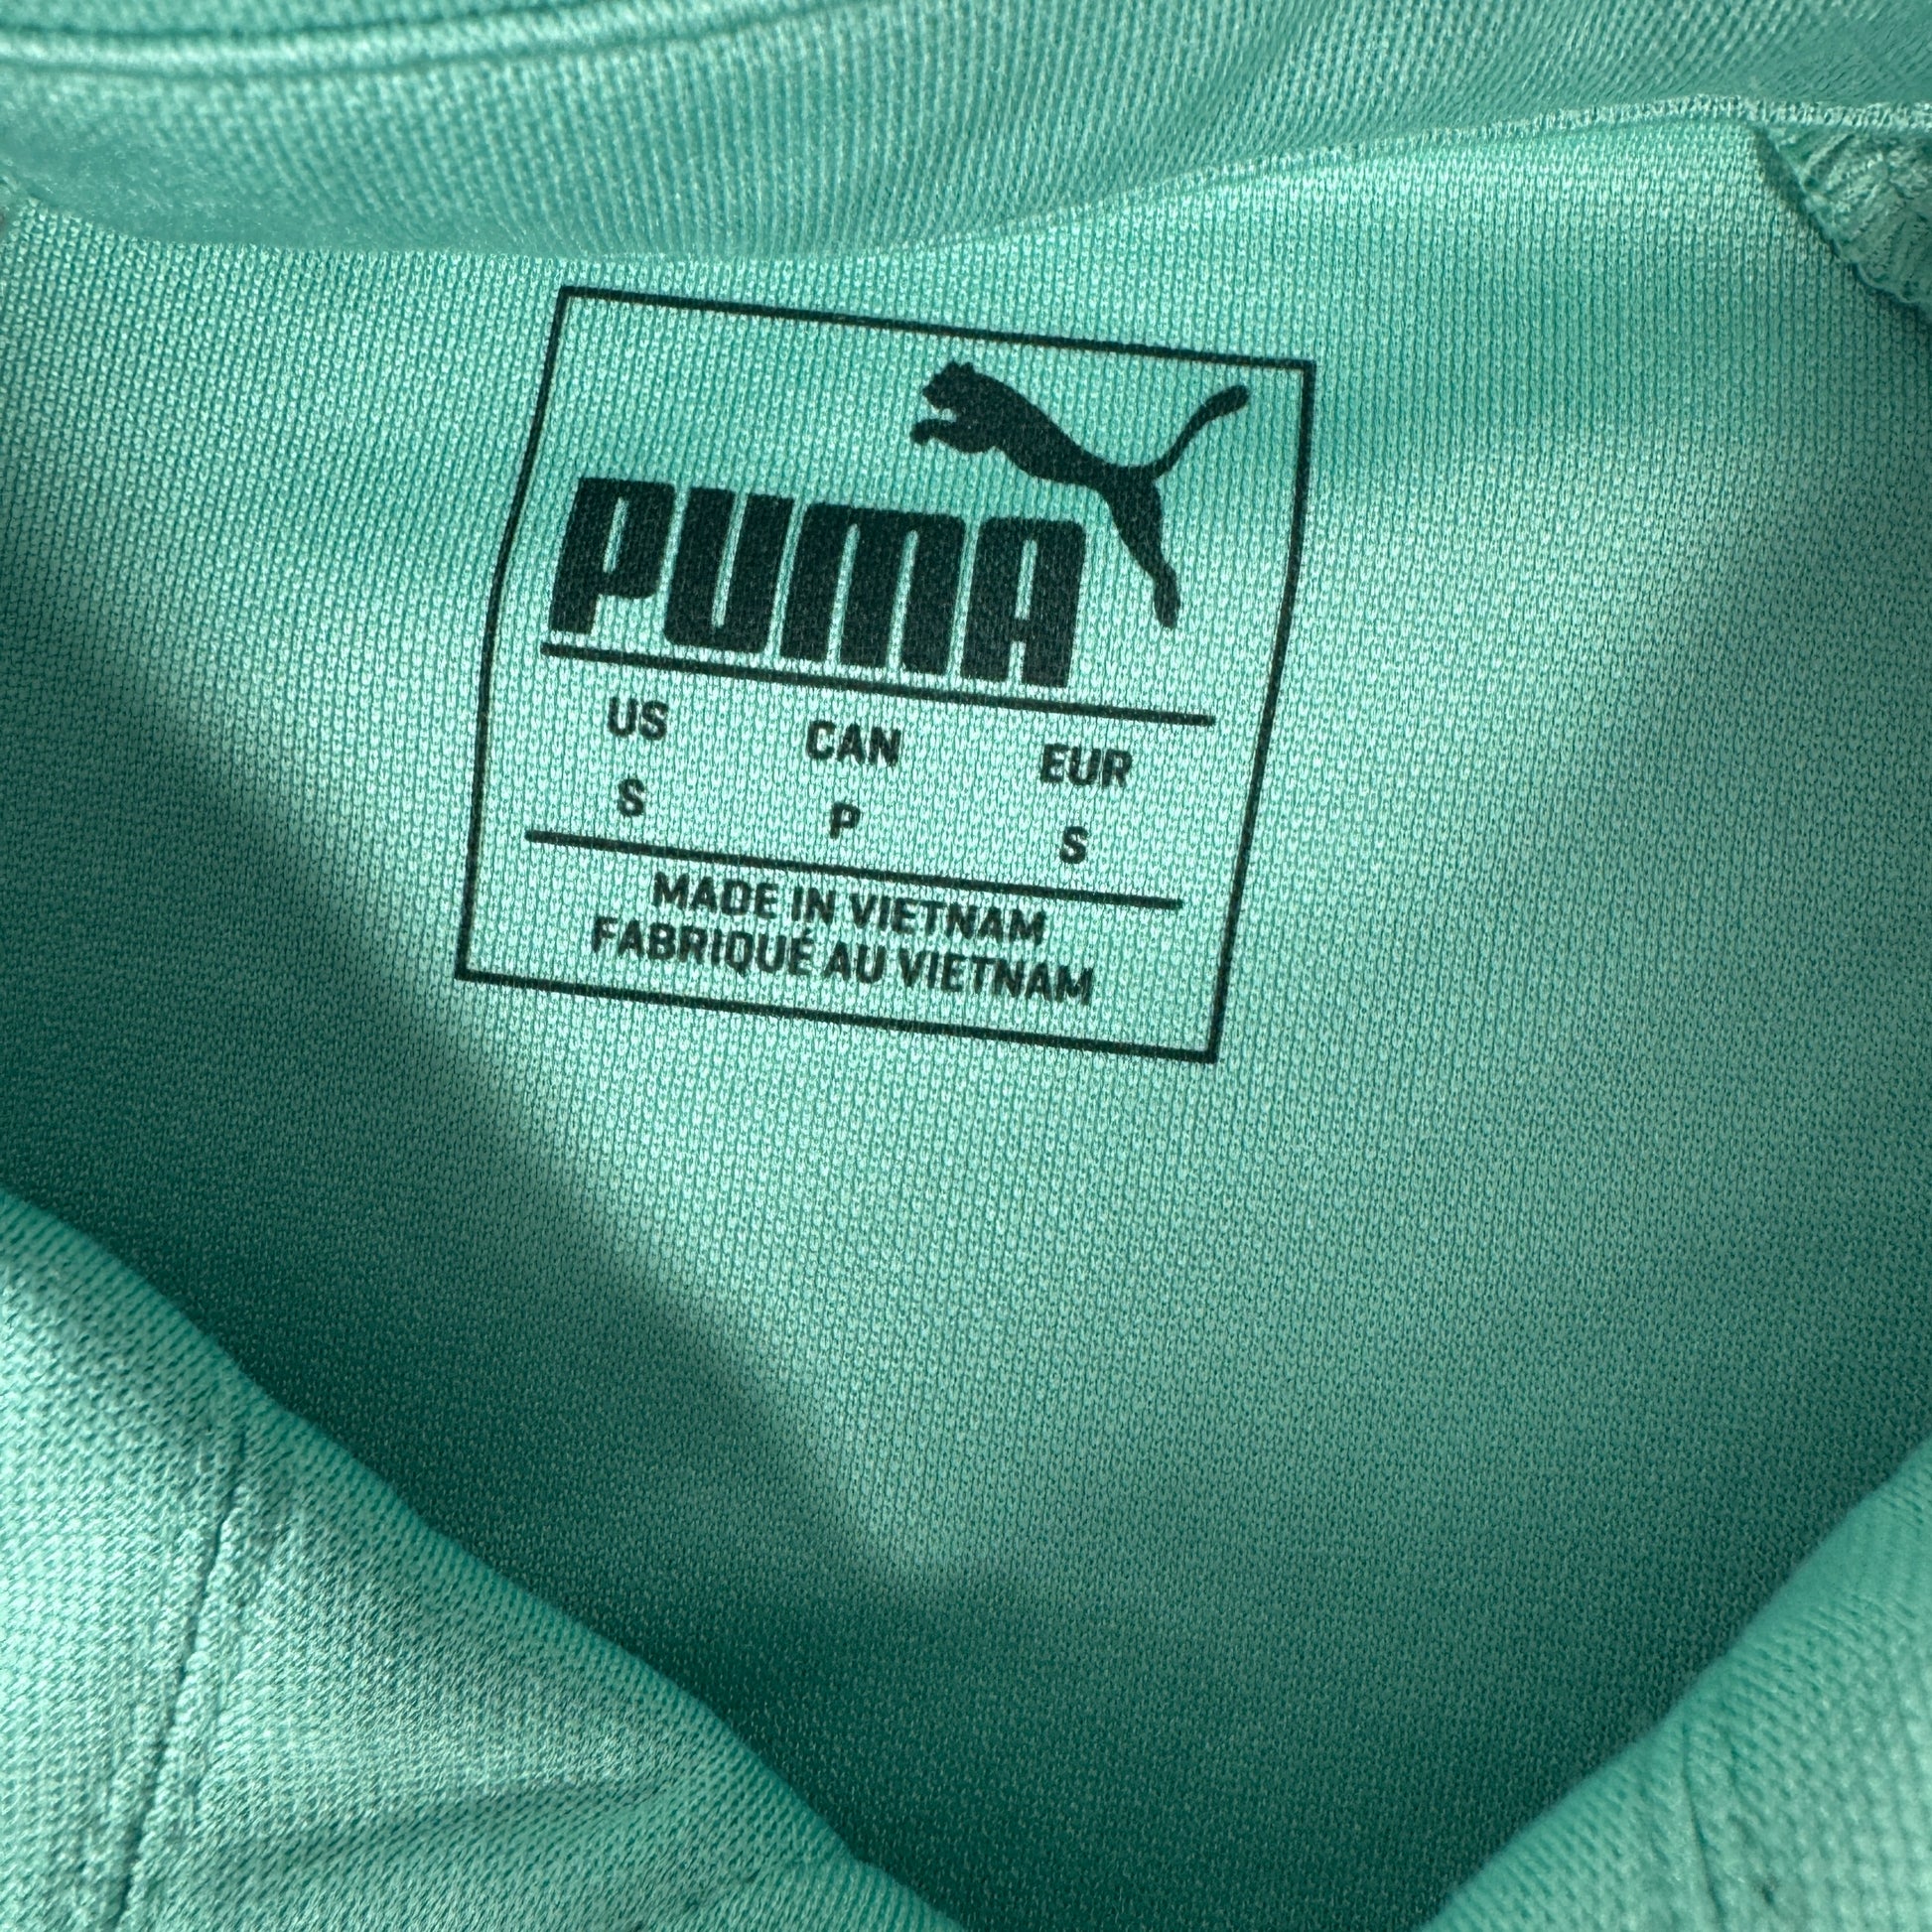 PUMA
US CAN EUR
S P S
MADE IN VIETNAM
FABRIQUÉ AU VIETNAM